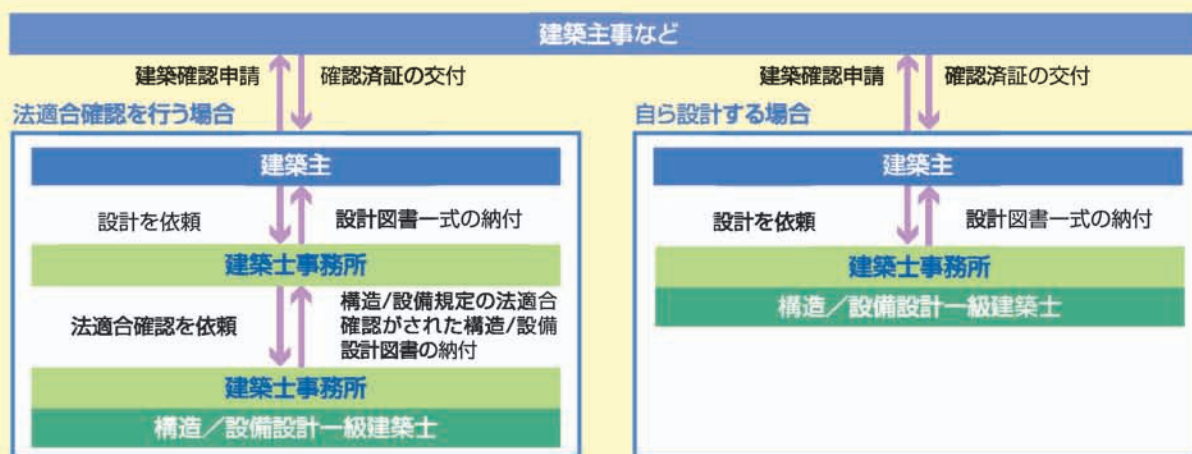 建築主事など
建築確認申請
確認済証の交付
法適合確認を行う場合
建築主
設計を依頼
設計図書一式の納付
建築士事務所
法適合確認を依頼
構造/設備規定の法適合
確認がされた構造/設備
設計図書の納付
建築士事務所
構造／設備設計一級建築士
建築確認申請
確認済証の交付
自ら設計する場合
建築主
設計を依頼
設計図書一式の納付
建築士事務所
構造／設備設計一級建築士